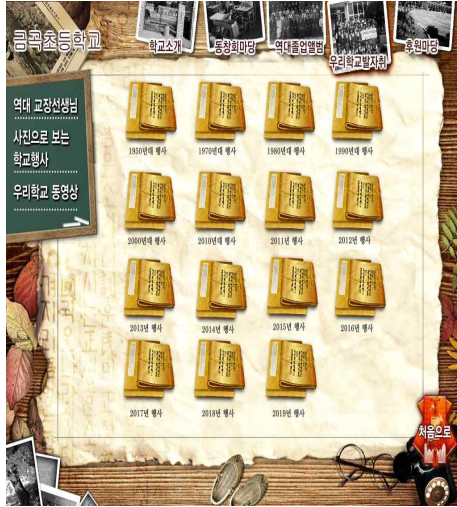 금곡초등학교
학교소개
동창회마당
역대졸업앨범
우리학교발자취
후원마당
역대 교장선생님
사진으로 보는
학교행사
우리학교 동영상
1950년대 행사
1970년대 행사
1980년대 행사
1990년대 행사
2000년대 행사
2010년대 행사
2011년 행사
2012년 행사
2013년 행사
2014년 행사
2015년 행사
2016년 행사
2017년 행사
2018년 행사
2019년 행사
처음으로